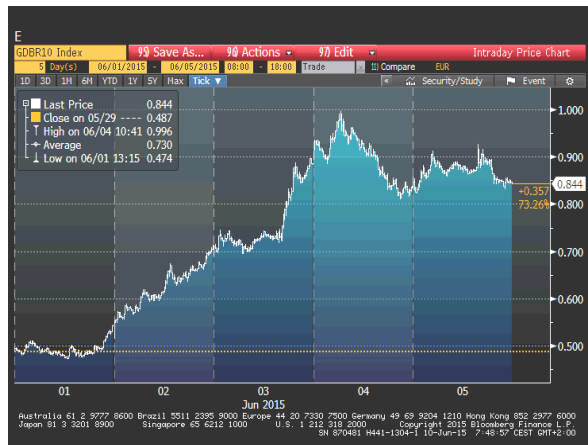 E
GDBR10 Index 95) Save As... 96) Actions 97) Edit Intraday Price Chart
5 Day(s) 06/01/2015 - 06/05/2015 08:00 - 18:00 Trade 11) Compare EUR
1D 3D 1M 6M YTD 1Y 5Y Max Tick ▼ « Security/Study Event
Last Price 0.844
Close on 05/29 ---- 0.487
High on 06/04 10:41 0.996
Average 0.730
Low on 06/01 13:15 0.474
1.000
0.900
0.844
+0.357
73.26%
0.800
0.700
0.600
0.500
01 02 03 04 05
Jun 2015
Australia 61 2 9777 8600 Brazil 5511 2395 9000 Europe 44 20 7330 7500 Germany 49 69 9204 1210 Hong Kong 852 2977 6000
Japan 81 3 3201 8900 Singapore 65 6212 1000 U.S. 1 212 318 2000 Copyright 2015 Bloomberg Finance L.P.
SN 870481 H441-1304-1 10-Jun-15 7:48:57 CEST GMT+2:00